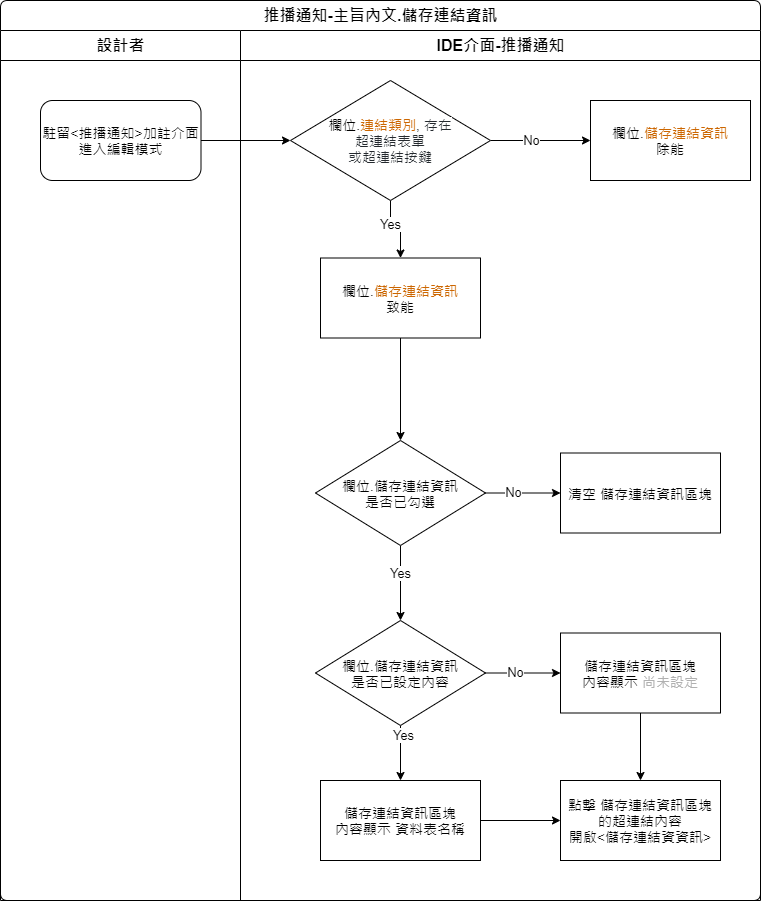 推播通知-主旨內文.儲存連結資訊
設計者
IDE介面-推播通知
駐留<推播通知>加註介面
進入編輯模式
欄位.連結類別, 存在
超連結表單
或超連結按鍵
No
欄位.儲存連結資訊
除能
Yes
欄位.儲存連結資訊
致能
欄位.儲存連結資訊
是否已勾選
No
清空 儲存連結資訊區塊
Yes
欄位.儲存連結資訊
是否已設定內容
No
儲存連結資訊區塊
內容顯示 尚未設定
Yes
儲存連結資訊區塊
內容顯示 資料表名稱
點擊 儲存連結資訊區塊
的超連結內容
開啟<儲存連結資資訊>